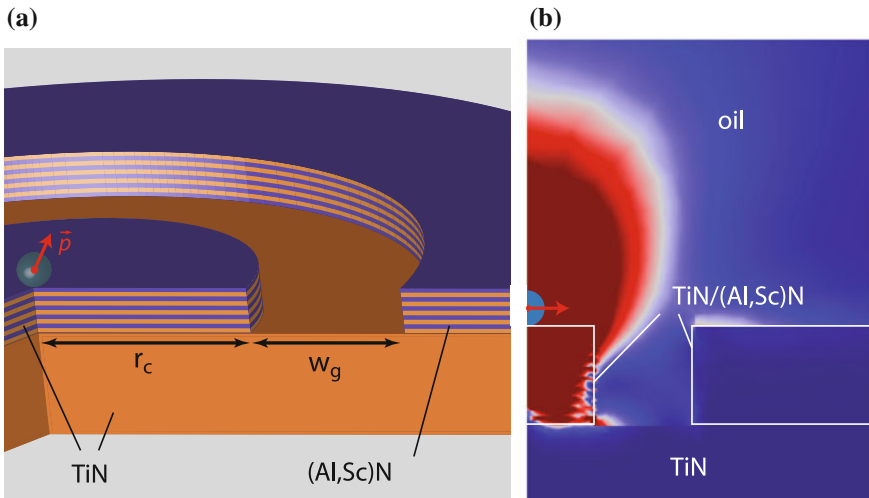 (a)
p
r_c
w_g
TiN
(Al,Sc)N
(b)
oil
TiN/(Al,Sc)N
TiN